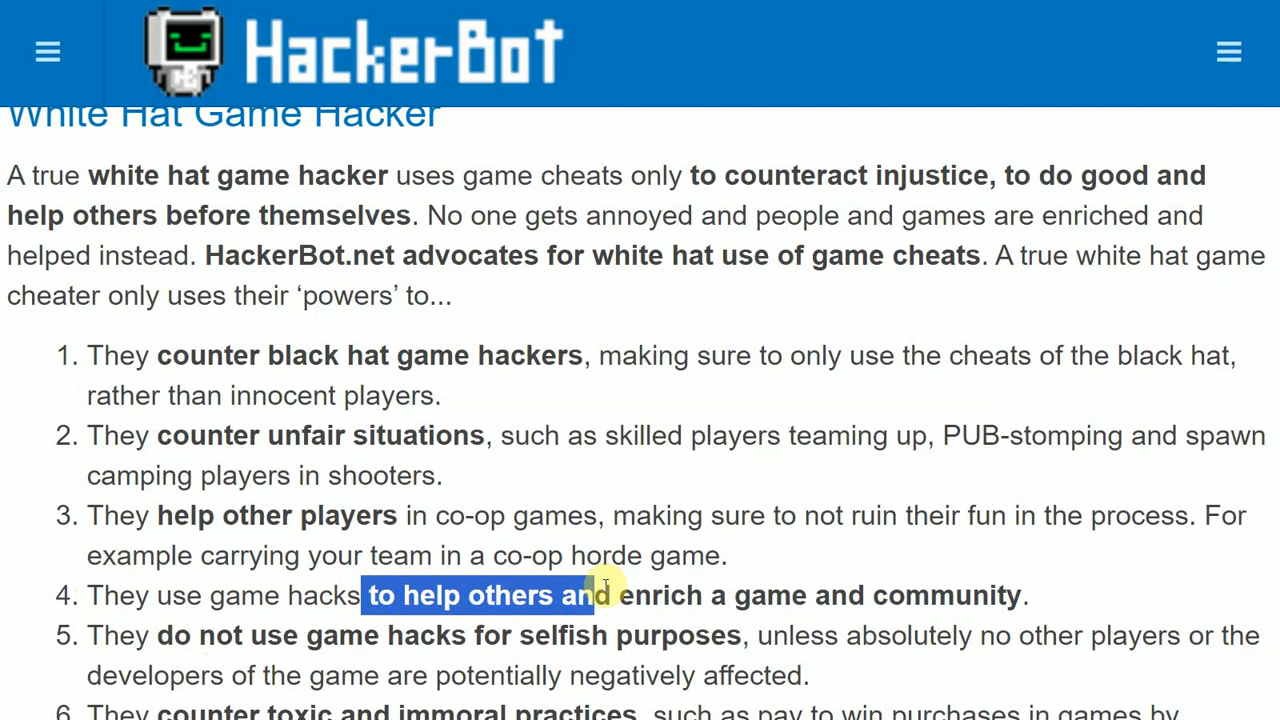 HackerBot
White Hat Game Hacker
A true white hat game hacker uses game cheats only to counteract injustice, to do good and
help others before themselves. No one gets annoyed and people and games are enriched and
helped instead. HackerBot.net advocates for white hat use of game cheats. A true white hat game
cheater only uses their ‘powers’ to...
1. They counter black hat game hackers, making sure to only use the cheats of the black hat,
rather than innocent players.
2. They counter unfair situations, such as skilled players teaming up, PUB-stomping and spawn
camping players in shooters.
3. They help other players in co-op games, making sure to not ruin their fun in the process. For
example carrying your team in a co-op horde game.
4. They use game hacks to help others and enrich a game and community.
5. They do not use game hacks for selfish purposes, unless absolutely no other players or the
developers of the game are potentially negatively affected.
6. They counter toxic and immoral practices, such as pay to win purchases in games by